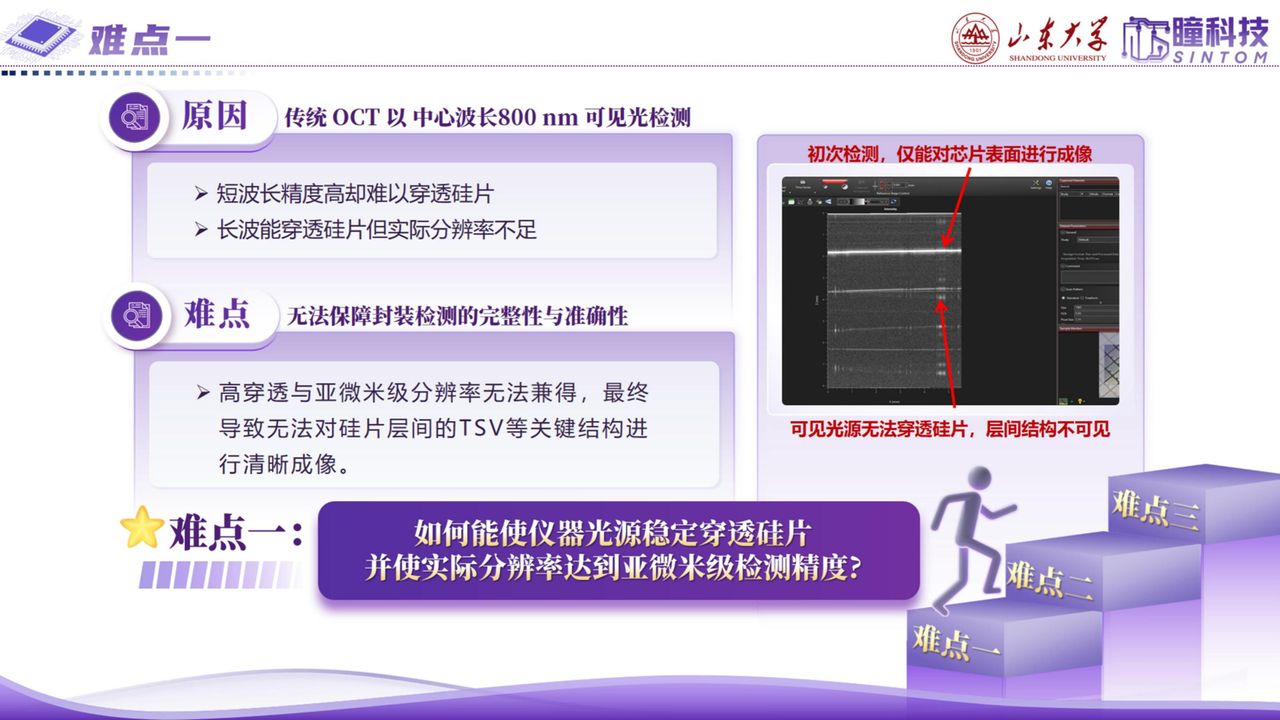 难点一
山东大学
SHANDONG UNIVERSITY
1901
瞳科技
SINTOM
原因
传统 OCT 以 中心波长800 nm 可见光检测
短波长精度高却难以穿透硅片
长波能穿透硅片但实际分辨率不足
难点
无法保障封装检测的完整性与准确性
高穿透与亚微米级分辨率无法兼得，最终
导致无法对硅片层间的TSV等关键结构进
行清晰成像。
初次检测，仅能对芯片表面进行成像
可见光源无法穿透硅片，层间结构不可见
难点一：
如何能使仪器光源稳定穿透硅片
并使实际分辨率达到亚微米级检测精度?
难点三
难点二
难点一